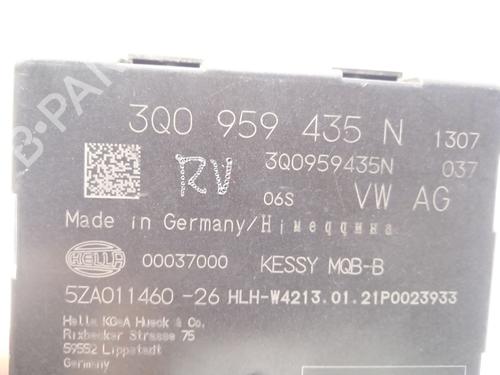 3Q0 959 435 N 1307
3Q0959435N 037
RV
06S VW AG
Made in Germany/Німеччина
HELLA 00037000 KESSY MQB-B
5ZA011460-26 HLH-W4213.01.21P0023933
Hella KGaA Hueck & Co.
Rixbecker Strasse 75
59552 Lippstadt
Germany
B-PARTS